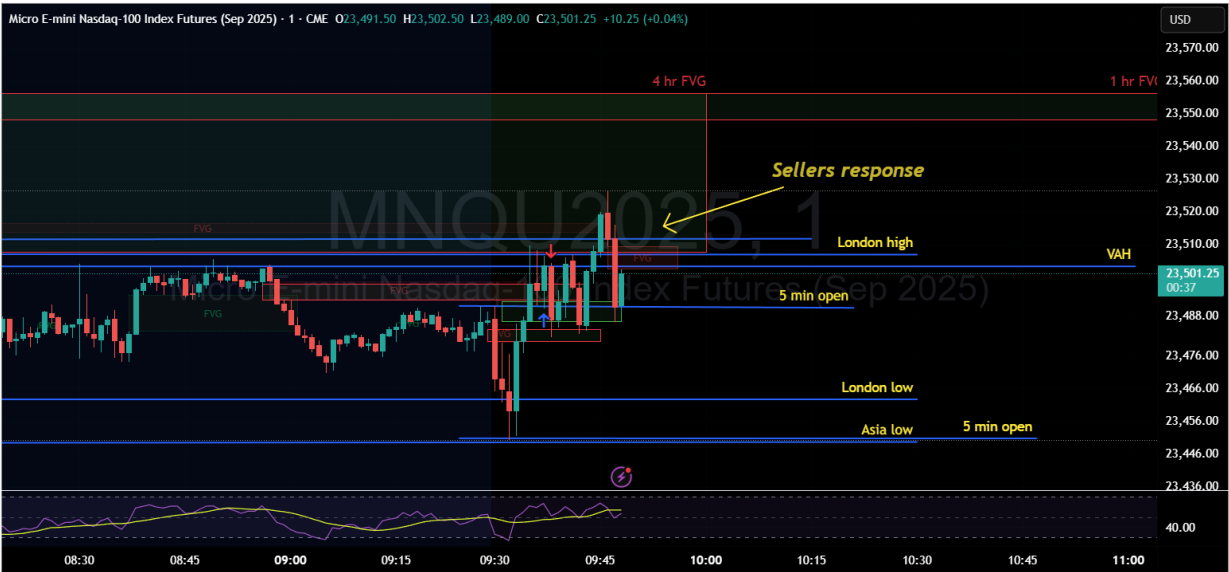 Micro E-mini Nasdaq-100 Index Futures (Sep 2025) · 1 · CME O23,491.50 H23,502.50 L23,489.00 C23,501.25 +10.25 (+0.04%)
USD
23,570.00
4 hr FVG
1 hr FVG
23,560.00
23,550.00
23,540.00
Sellers response
23,530.00
MNQU2025, 1
23,520.00
FVG
London high
23,510.00
VAH
FVG
23,501.25
00:37
Micro E-mini Nasdaq-100 Index Futures (Sep 2025)
FVG
5 min open
23,488.00
FVG
FVG
FVG
FVG
23,476.00
London low
23,466.00
Asia low
5 min open
23,456.00
23,446.00
23,436.00
40.00
08:30
08:45
09:00
09:15
09:30
09:45
10:00
10:15
10:30
10:45
11:00